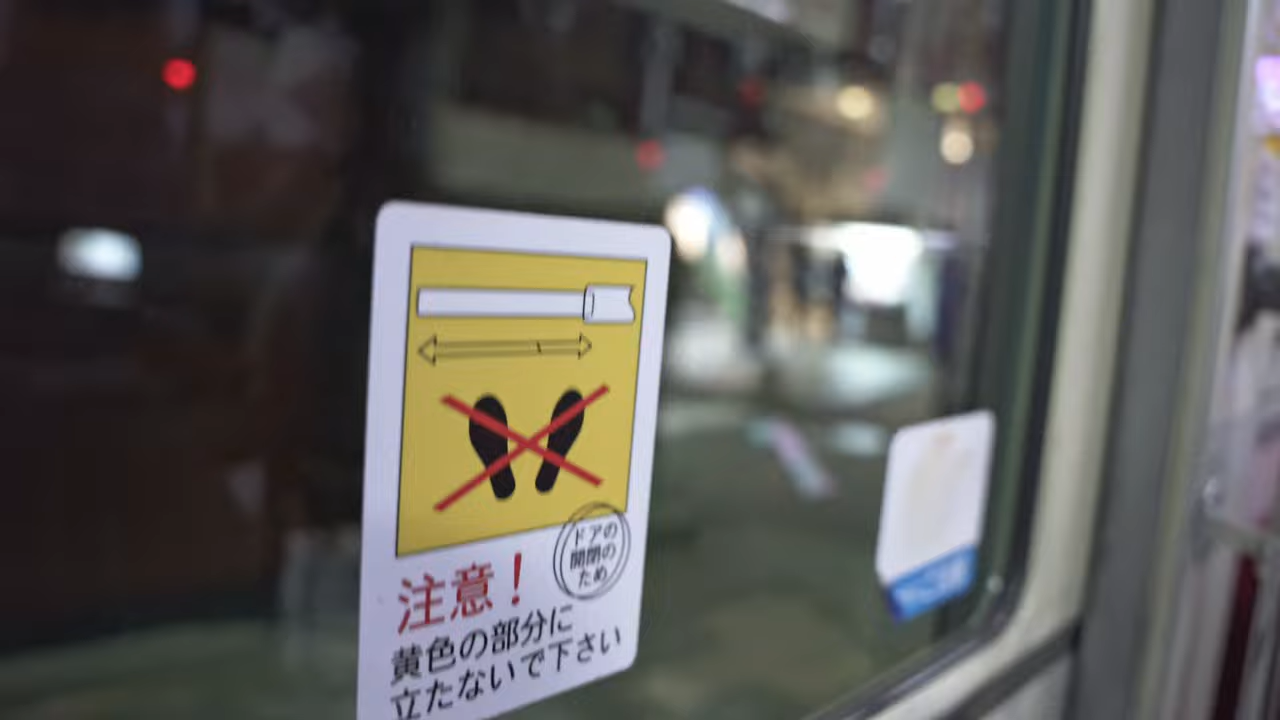 ドアの
開閉の
ため
注意！
黄色の部分に
立たないで下さい